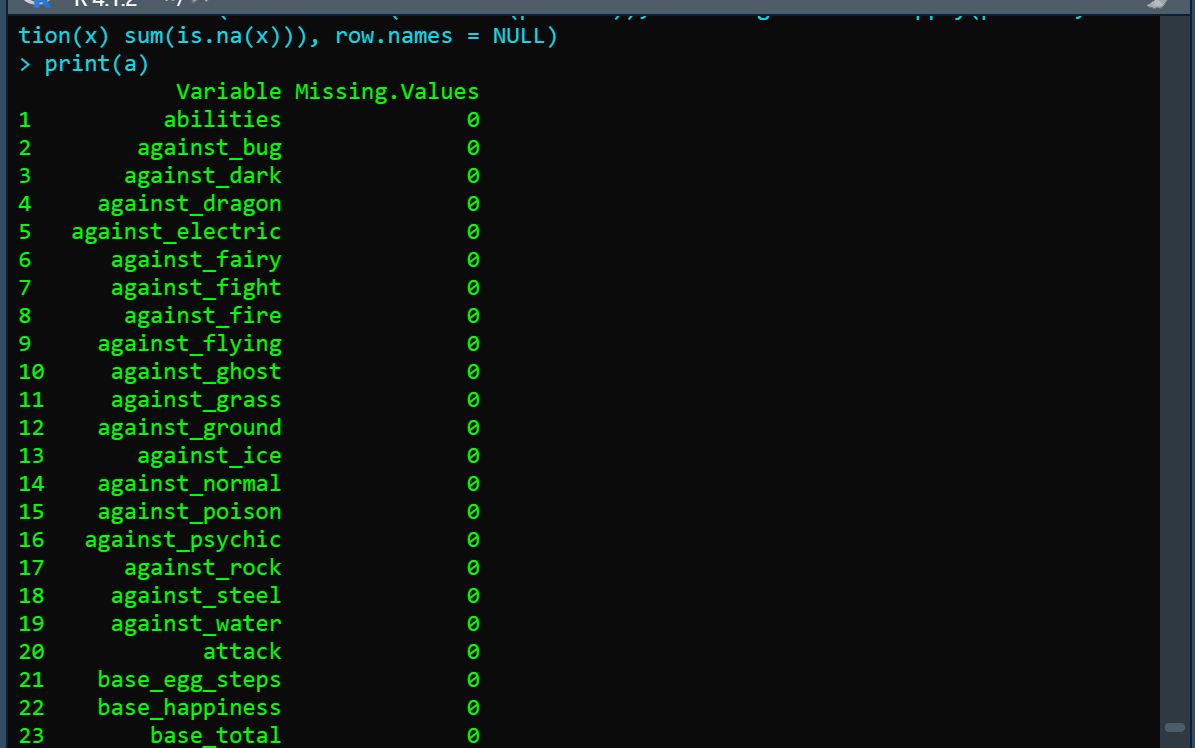 R 4.1.2
tion(x) sum(is.na(x))), row.names = NULL)
> print(a)
Variable Missing.Values
1 abilities 0
2 against_bug 0
3 against_dark 0
4 against_dragon 0
5 against_electric 0
6 against_fairy 0
7 against_fight 0
8 against_fire 0
9 against_flying 0
10 against_ghost 0
11 against_grass 0
12 against_ground 0
13 against_ice 0
14 against_normal 0
15 against_poison 0
16 against_psychic 0
17 against_rock 0
18 against_steel 0
19 against_water 0
20 attack 0
21 base_egg_steps 0
22 base_happiness 0
23 base_total 0